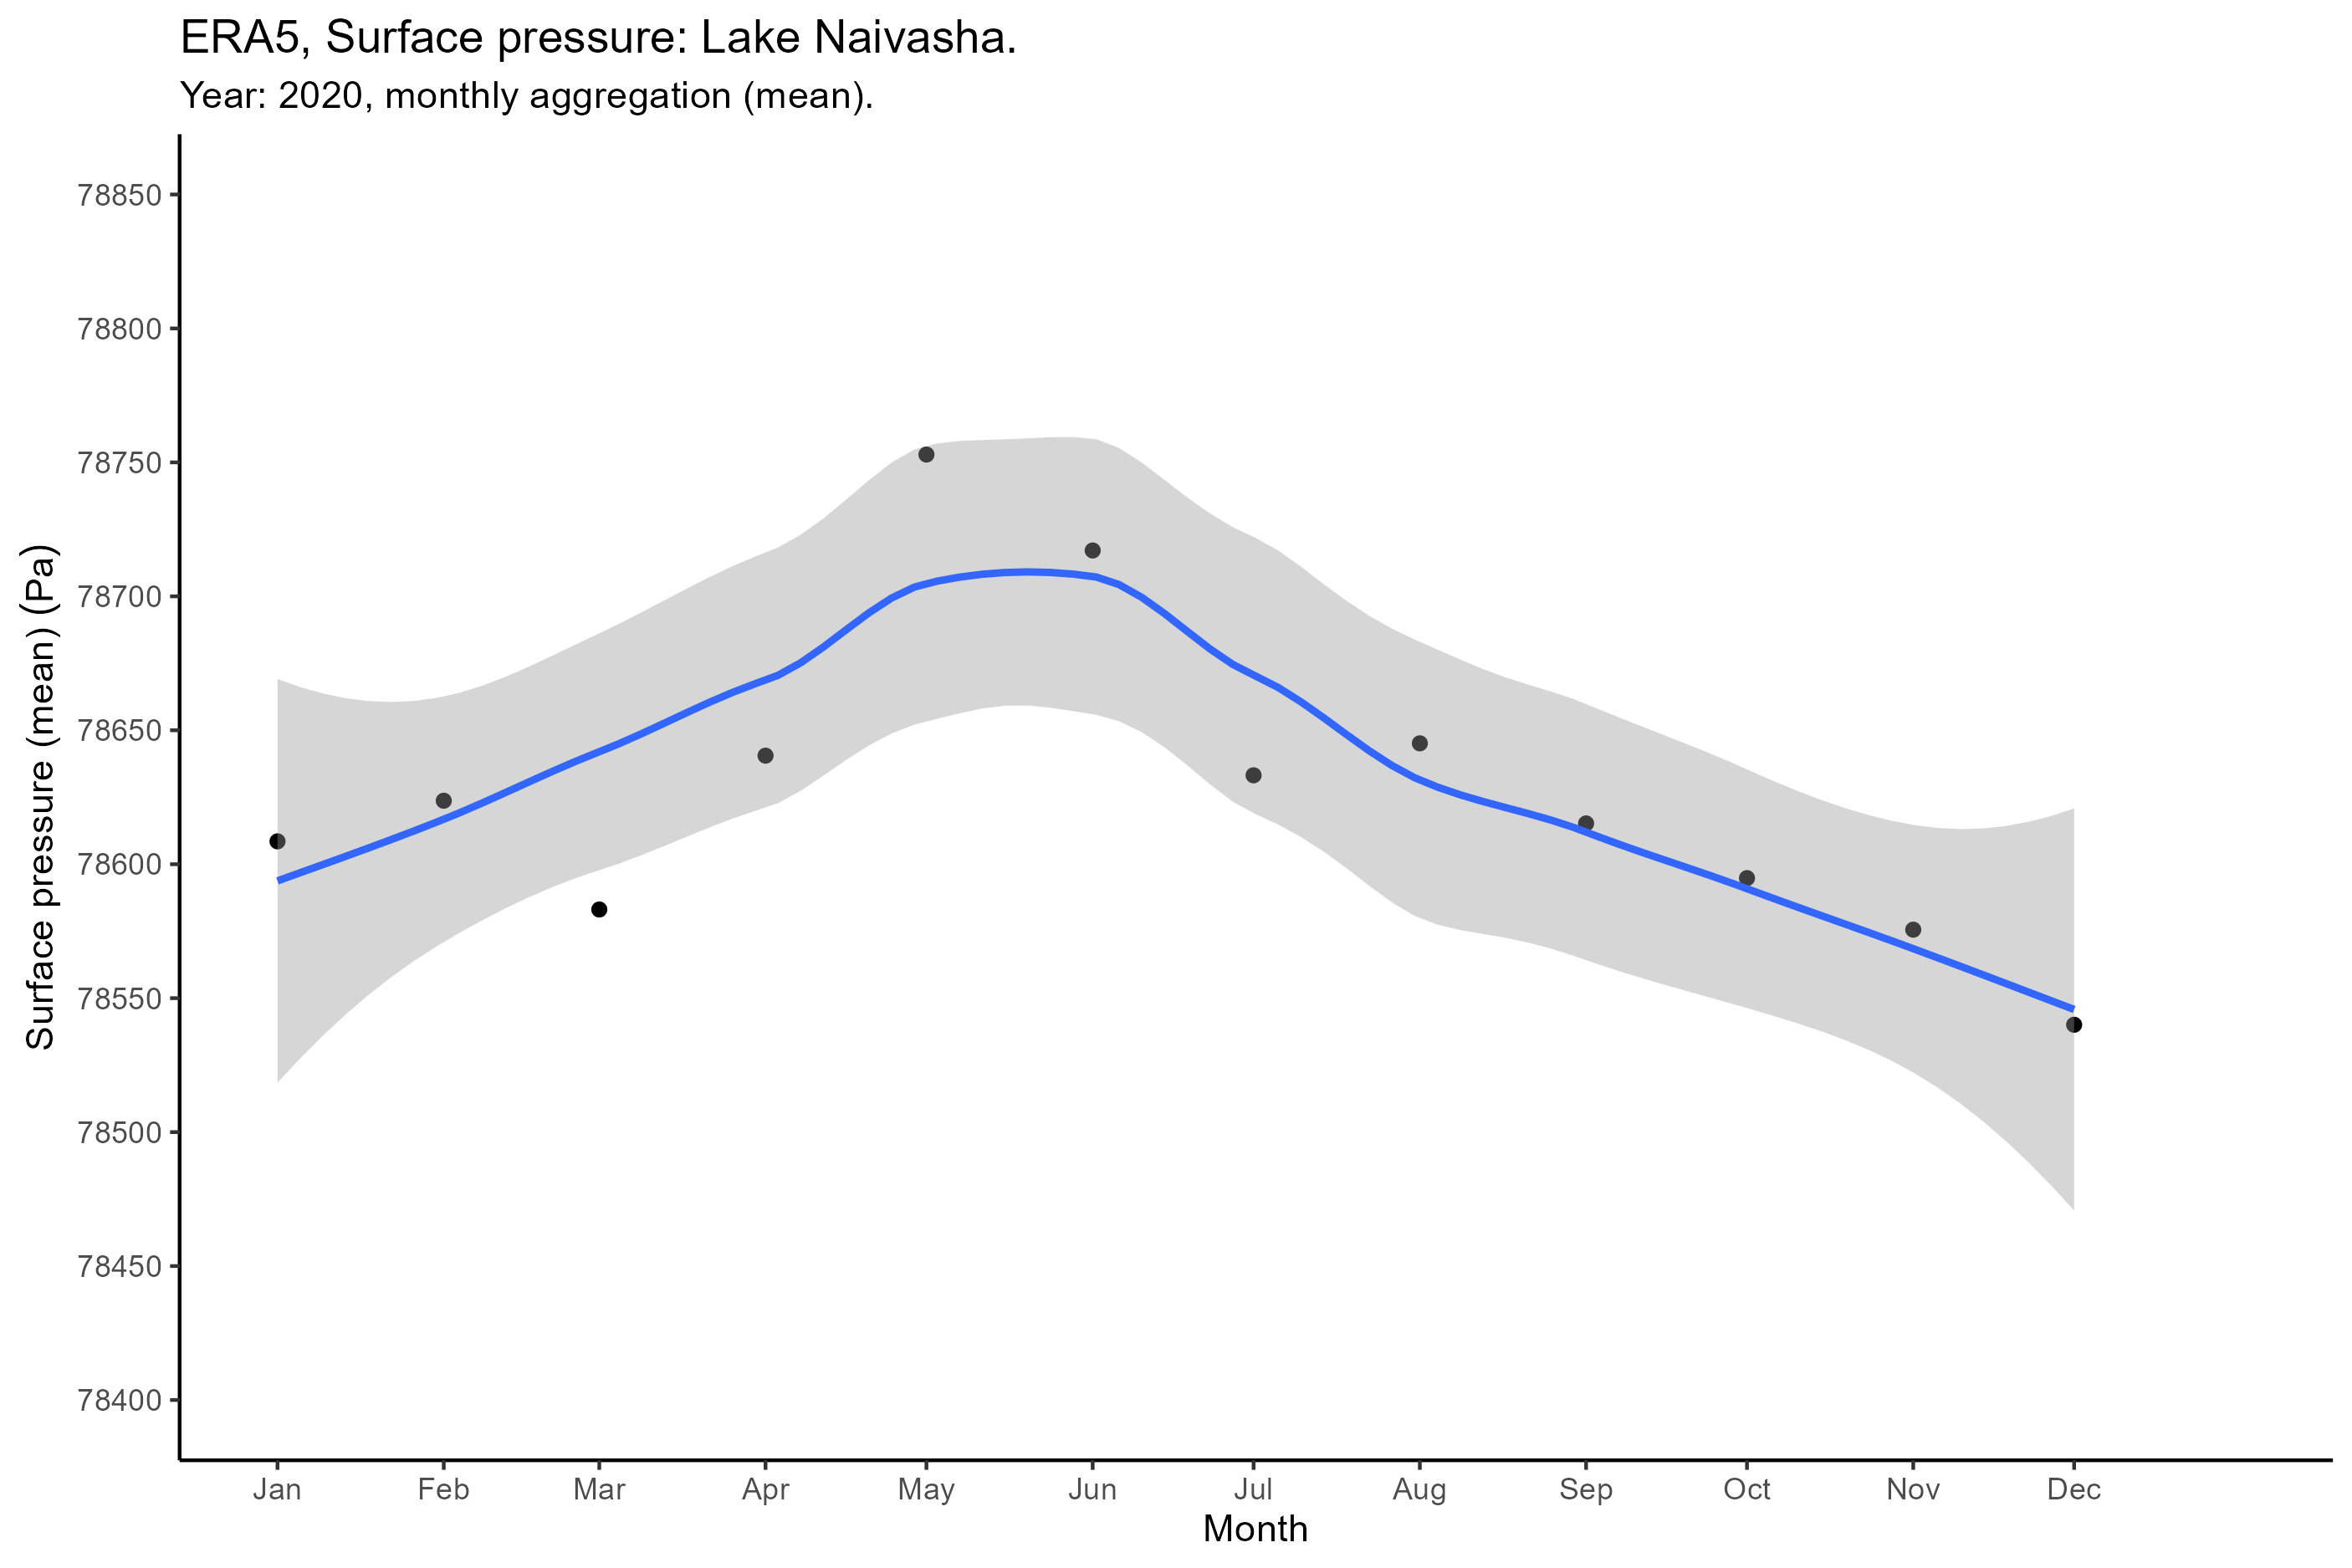 ERA5, Surface pressure: Lake Naivasha.
Year: 2020, monthly aggregation (mean).
Surface pressure (mean) (Pa)
78850
78800
78750
78700
78650
78600
78550
78500
78450
78400
Jan Feb Mar Apr May Jun Jul Aug Sep Oct Nov Dec
Month